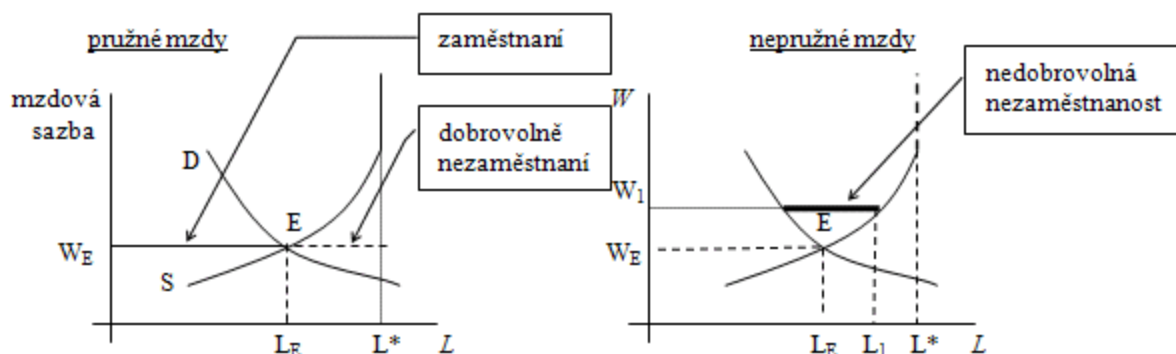 pružné mzdy
zaměstnaní
mzdová
sazba
dobrovolně
nezaměstnaní
D
E
W_E
S
L_E
L*
L
nepružné mzdy
nedobrovolná
nezaměstnanost
W
W_1
E
W_E
L_E
L_1
L*
L